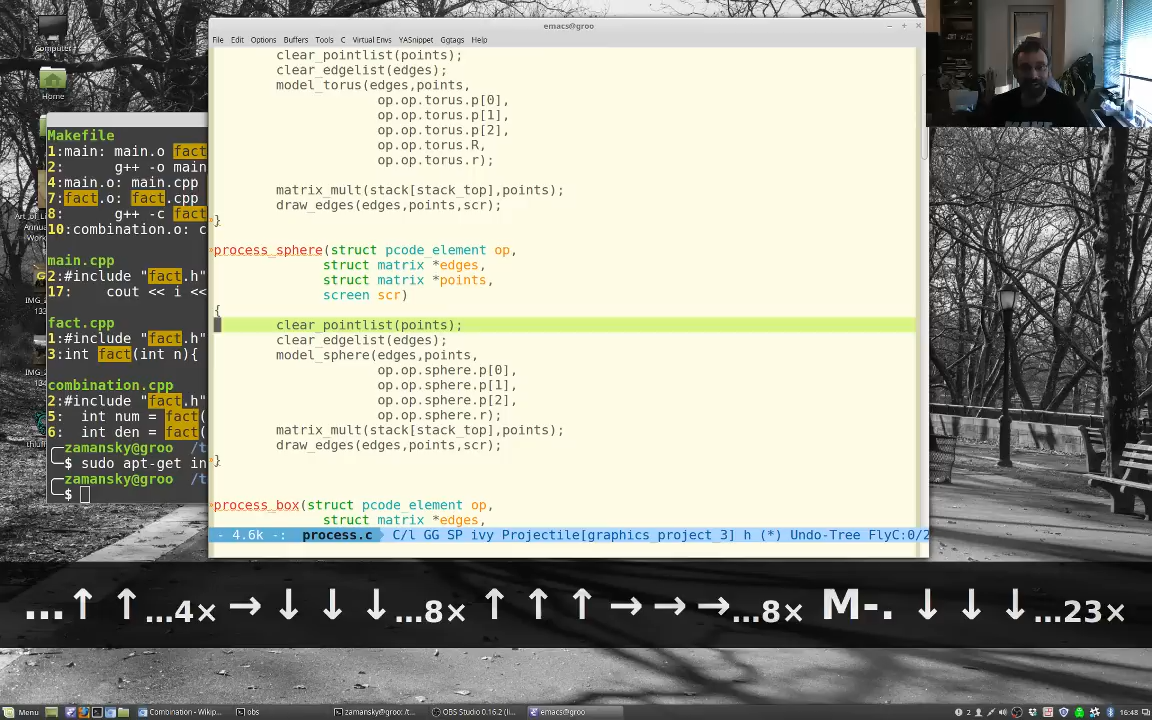 emacs@groo
File Edit Options Buffers Tools C Virtual Envs YASnippet Ggtags Help
Computer
Home
clear_pointlist(points);
clear_edgelist(edges);
model_torus(edges,points,
op.op.torus.p[0],
op.op.torus.p[1],
op.op.torus.p[2],
op.op.torus.R,
op.op.torus.r);
matrix_mult(stack[stack_top],points);
draw_edges(edges,points,scr);
}
process_sphere(struct pcode_element op,
struct matrix *edges,
struct matrix *points,
screen scr)
{
clear_pointlist(points);
clear_edgelist(edges);
model_sphere(edges,points,
op.op.sphere.p[0],
op.op.sphere.p[1],
op.op.sphere.p[2],
op.op.sphere.r);
matrix_mult(stack[stack_top],points);
draw_edges(edges,points,scr);
}
process_box(struct pcode_element op,
struct matrix *edges,
- 4.6k -: process.c C/l GG SP ivy Projectile[graphics project 3] h (*) Undo-Tree FlyC:0/2
Makefile
1:main: main.o fact
2: g++ -o main
4:main.o: main.cpp
7:fact.o: fact.cpp
8: g++ -c fact
10:combination.o: c
main.cpp
2:#include "fact.h"
17: cout << i <<
fact.cpp
1:#include "fact.h"
3:int fact(int n){
combination.cpp
2:#include "fact.h"
5: int num = fact(
6: int den = fact(
zamansky@groo /t
$ sudo apt-get in
zamansky@groo /t
$
...↑ ↑...4× → ↓ ↓ ↓...8× ↑ ↑ ↑ → → →...8× M-. ↓ ↓ ↓...23×
Menu Combination - Wikip... obs zamansky@groo: /t... OBS Studio 0.16.2 (li... emacs@groo 2 16:48